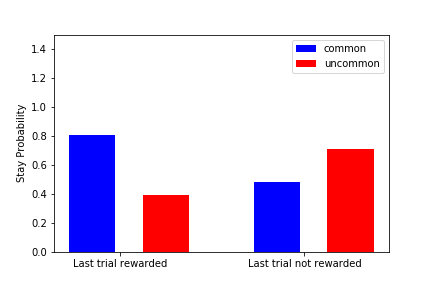 1.4
1.2
1.0
0.8
0.6
0.4
0.2
0.0
Stay Probability
common
uncommon
Last trial rewarded
Last trial not rewarded